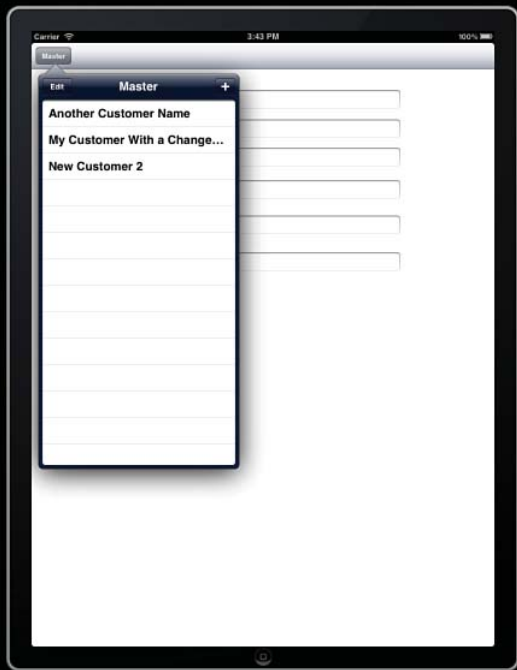 Carrier 3:43 PM 100%
Master
Edit Master +
Another Customer Name
My Customer With a Change...
New Customer 2